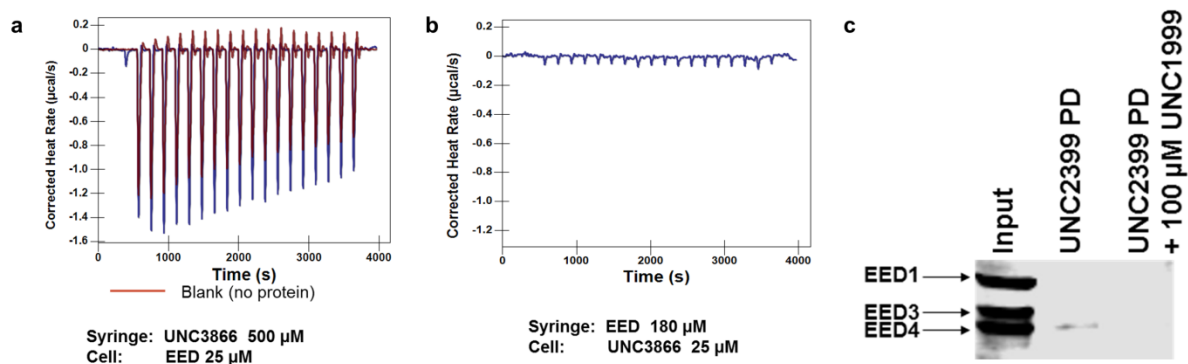 a
0.2
0
-0.2
-0.4
-0.6
-0.8
-1.0
-1.2
-1.4
-1.6
Corrected Heat Rate (µcal/s)
0 1000 2000 3000 4000
Time (s)
Blank (no protein)
Syringe: UNC3866 500 µM
Cell: EED 25 µM
b
0.2
0
-0.2
-0.4
-0.6
-0.8
-1.0
-1.2
Corrected Heat Rate (µcal/s)
0 1000 2000 3000 4000
Time (s)
Syringe: EED 180 µM
Cell: UNC3866 25 µM
c
Input
UNC2399 PD
UNC2399 PD
+ 100 µM UNC1999
EED1
EED3
EED4